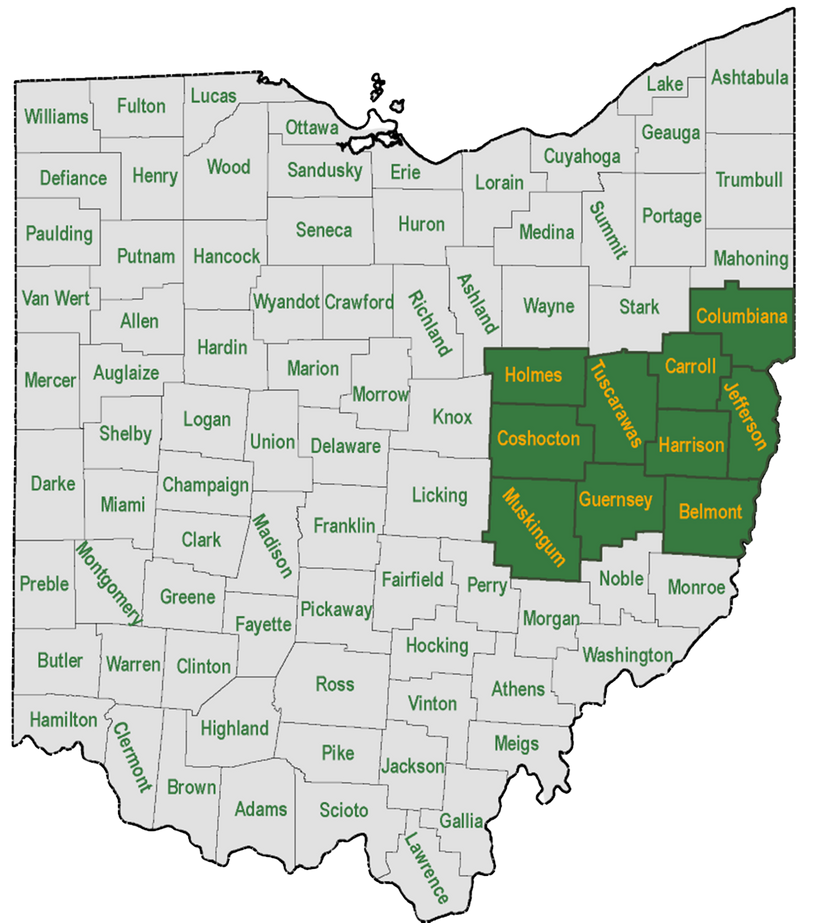 Williams
Fulton
Lucas
Ottawa
Lake
Ashtabula
Geauga
Cuyahoga
Defiance
Henry
Wood
Sandusky
Erie
Lorain
Trumbull
Paulding
Putnam
Hancock
Seneca
Huron
Medina
Summit
Portage
Mahoning
Van Wert
Allen
Wyandot
Crawford
Richland
Ashland
Wayne
Stark
Columbiana
Mercer
Auglaize
Hardin
Marion
Morrow
Knox
Holmes
Tuscarawas
Carroll
Jefferson
Shelby
Logan
Union
Delaware
Coshocton
Harrison
Darke
Miami
Champaign
Licking
Muskingum
Guernsey
Belmont
Clark
Madison
Franklin
Preble
Montgomery
Greene
Fayette
Pickaway
Fairfield
Perry
Noble
Monroe
Morgan
Butler
Warren
Clinton
Ross
Hocking
Washington
Vinton
Athens
Hamilton
Clermont
Highland
Pike
Jackson
Meigs
Brown
Adams
Scioto
Gallia
Lawrence